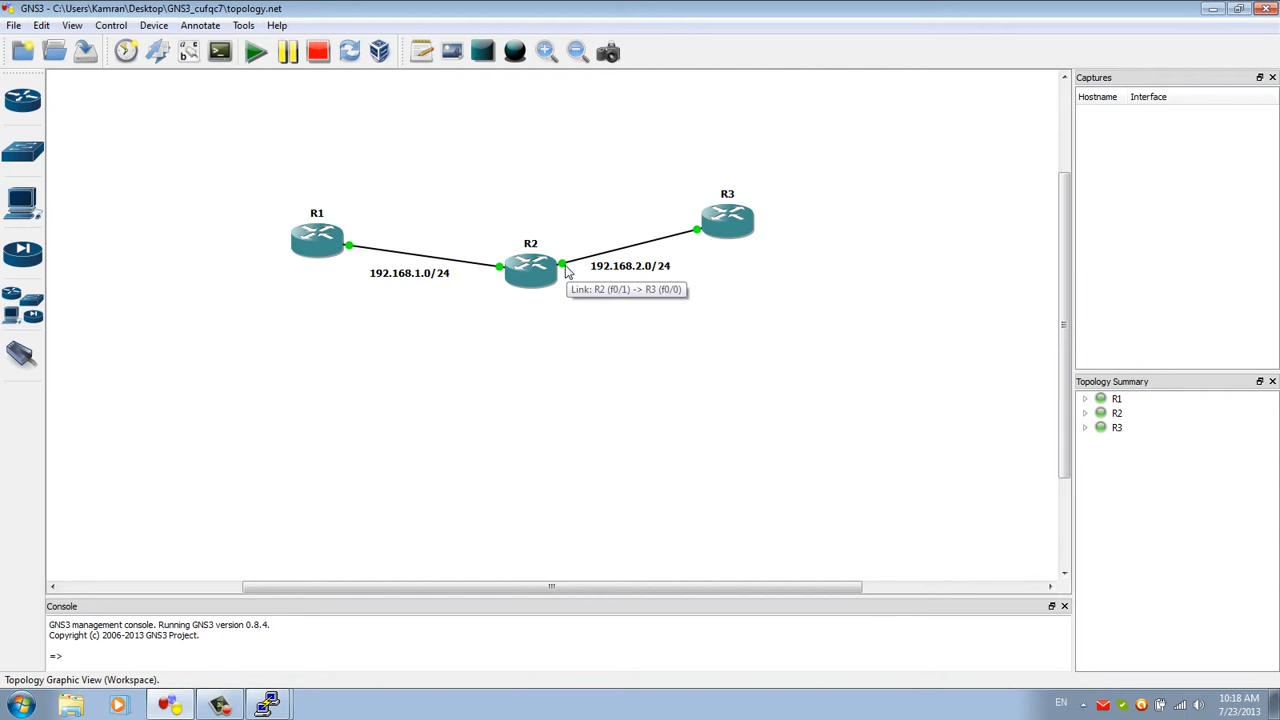 GNS3 - C:\Users\Kamran\Desktop\GNS3_cufqc7\topology.net
File Edit View Control Device Annotate Tools Help
Captures
Hostname Interface
R3
R1
R2
192.168.2.0/24
192.168.1.0/24
Link: R2 (f0/1) -> R3 (f0/0)
Topology Summary
R1
R2
R3
Console
GNS3 management console. Running GNS3 version 0.8.4.
Copyright (c) 2006-2013 GNS3 Project.
=>
Topology Graphic View (Workspace).
EN
10:18 AM
7/23/2013